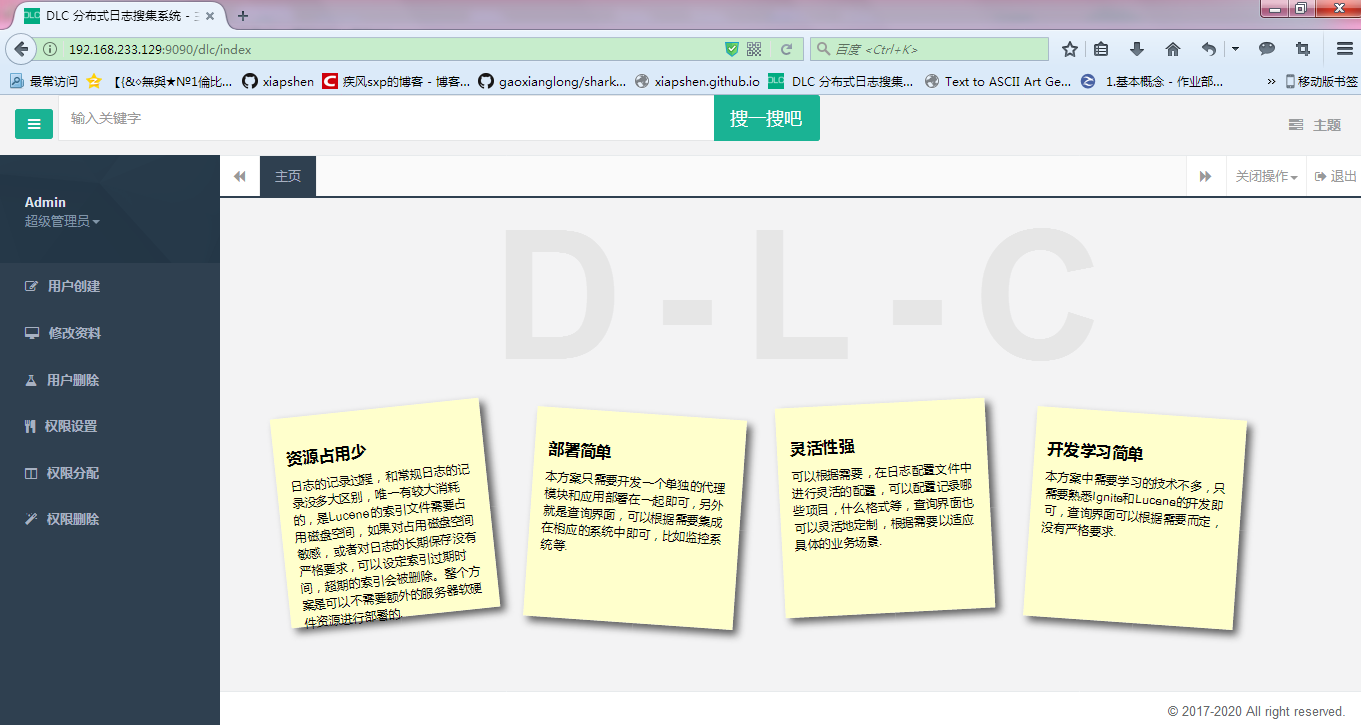 DLC 分布式日志搜集系统 - 主
192.168.233.129:9090/dlc/index
百度 <Ctrl+K>
最常访问
【{&◇無與★№1倫比...
xiapshen
疾风sxp的博客 - 博客...
gaoxianglong/shark...
xiapshen.github.io
DLC 分布式日志搜集...
Text to ASCII Art Ge...
1.基本概念 - 作业部...
»
移动版书签
输入关键字
搜一搜吧
主题
Admin
超级管理员
主页
关闭操作
退出
用户创建
修改资料
用户删除
权限设置
权限分配
权限删除
D-L-C
资源占用少
日志的记录过程，和常规日志的记
录没多大区别，唯一有较大消耗
的，是Lucene的索引文件需要占
用磁盘空间，如果对占用磁盘空间
敏感，或者对日志的长期保存没有
严格要求，可以设定索引过期时
间，超期的索引会被删除。整个方
案是可以不需要额外的服务器软硬
件资源进行部署的.
部署简单
本方案只需要开发一个单独的代理
模块和应用部署在一起即可，另外
就是查询界面，可以根据需要集成
在相应的系统中即可，比如监控系
统等.
灵活性强
可以根据需要，在日志配置文件中
进行灵活的配置，可以配置记录哪
些项目，什么格式等，查询界面也
可以灵活地定制，根据需要以适应
具体的业务场景.
开发学习简单
本方案中需要学习的技术不多，只
需要熟悉Ignite和Lucene的开发即
可，查询界面可以根据需要而定，
没有严格要求.
© 2017-2020 All right reserved.